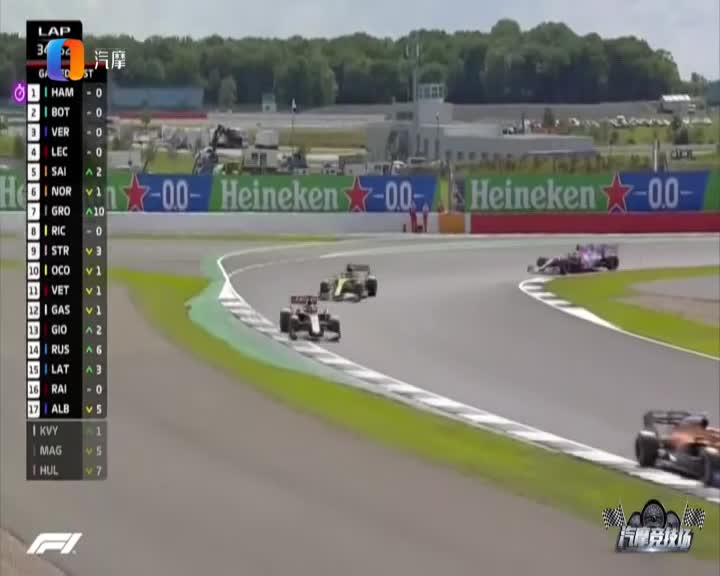 LAP
汽摩
1 HAM - 0
2 BOT - 0
3 VER - 0
4 LEC - 0
5 SAI ∧ 2
6 NOR ∨ 1
7 GRO ∧ 10
8 RIC - 0
9 STR ∨ 3
10 OCO ∨ 1
11 VET ∨ 1
12 GAS ∨ 1
13 GIO ∧ 2
14 RUS ∧ 6
15 LAT ∧ 3
16 RAI - 0
17 ALB ∨ 5
KVY ∧ 1
MAG ∨ 5
HUL ∨ 7
0.0 Heineken 0.0 Heineken 0.0
F1
汽摩竞技场